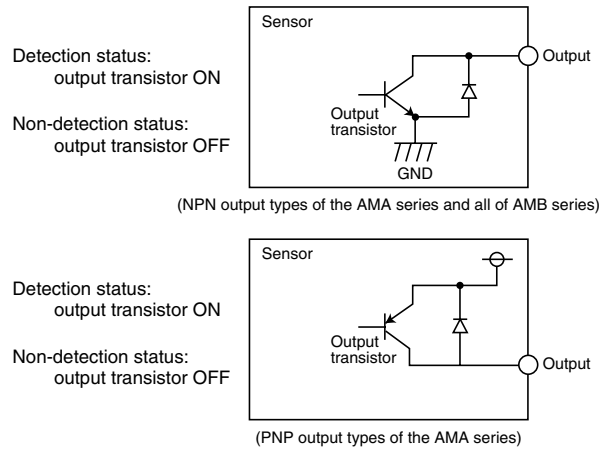 Sensor
Detection status:
output transistor ON
Non-detection status:
output transistor OFF
Output
Output
transistor
GND
(NPN output types of the AMA series and all of AMB series)
Sensor
Detection status:
output transistor ON
Non-detection status:
output transistor OFF
Output
transistor
Output
(PNP output types of the AMA series)